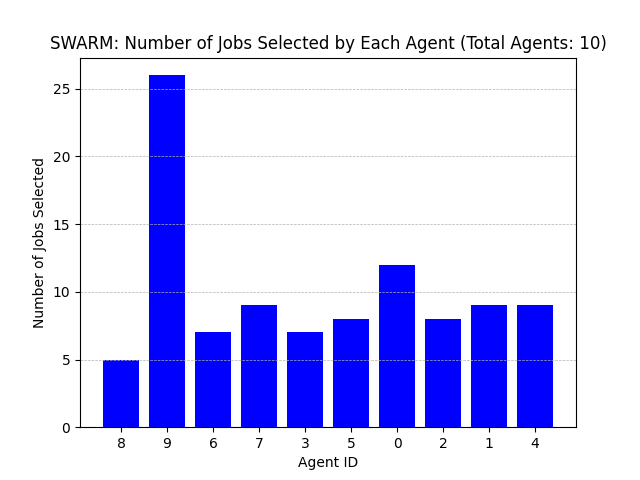 SWARM: Number of Jobs Selected by Each Agent (Total Agents: 10)
25
20
15
10
5
0
Number of Jobs Selected
8 9 6 7 3 5 0 2 1 4
Agent ID